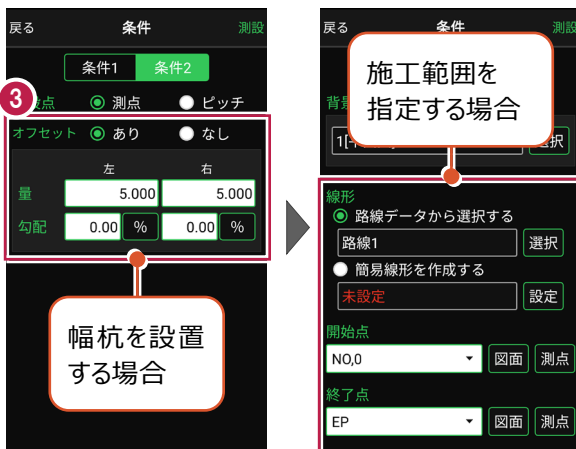 戻る 条件 測設
条件1 条件2
3
点 測点 ピッチ
オフセット あり なし
左 右
量 5.000 5.000
勾配 0.00 % 0.00 %
幅杭を設置
する場合
戻る 条件 測設
施工範囲を
指定する場合
線形
路線データから選択する
路線1 選択
簡易線形を作成する
未設定 設定
開始点
NO,0 図面 測点
終了点
EP 図面 測点